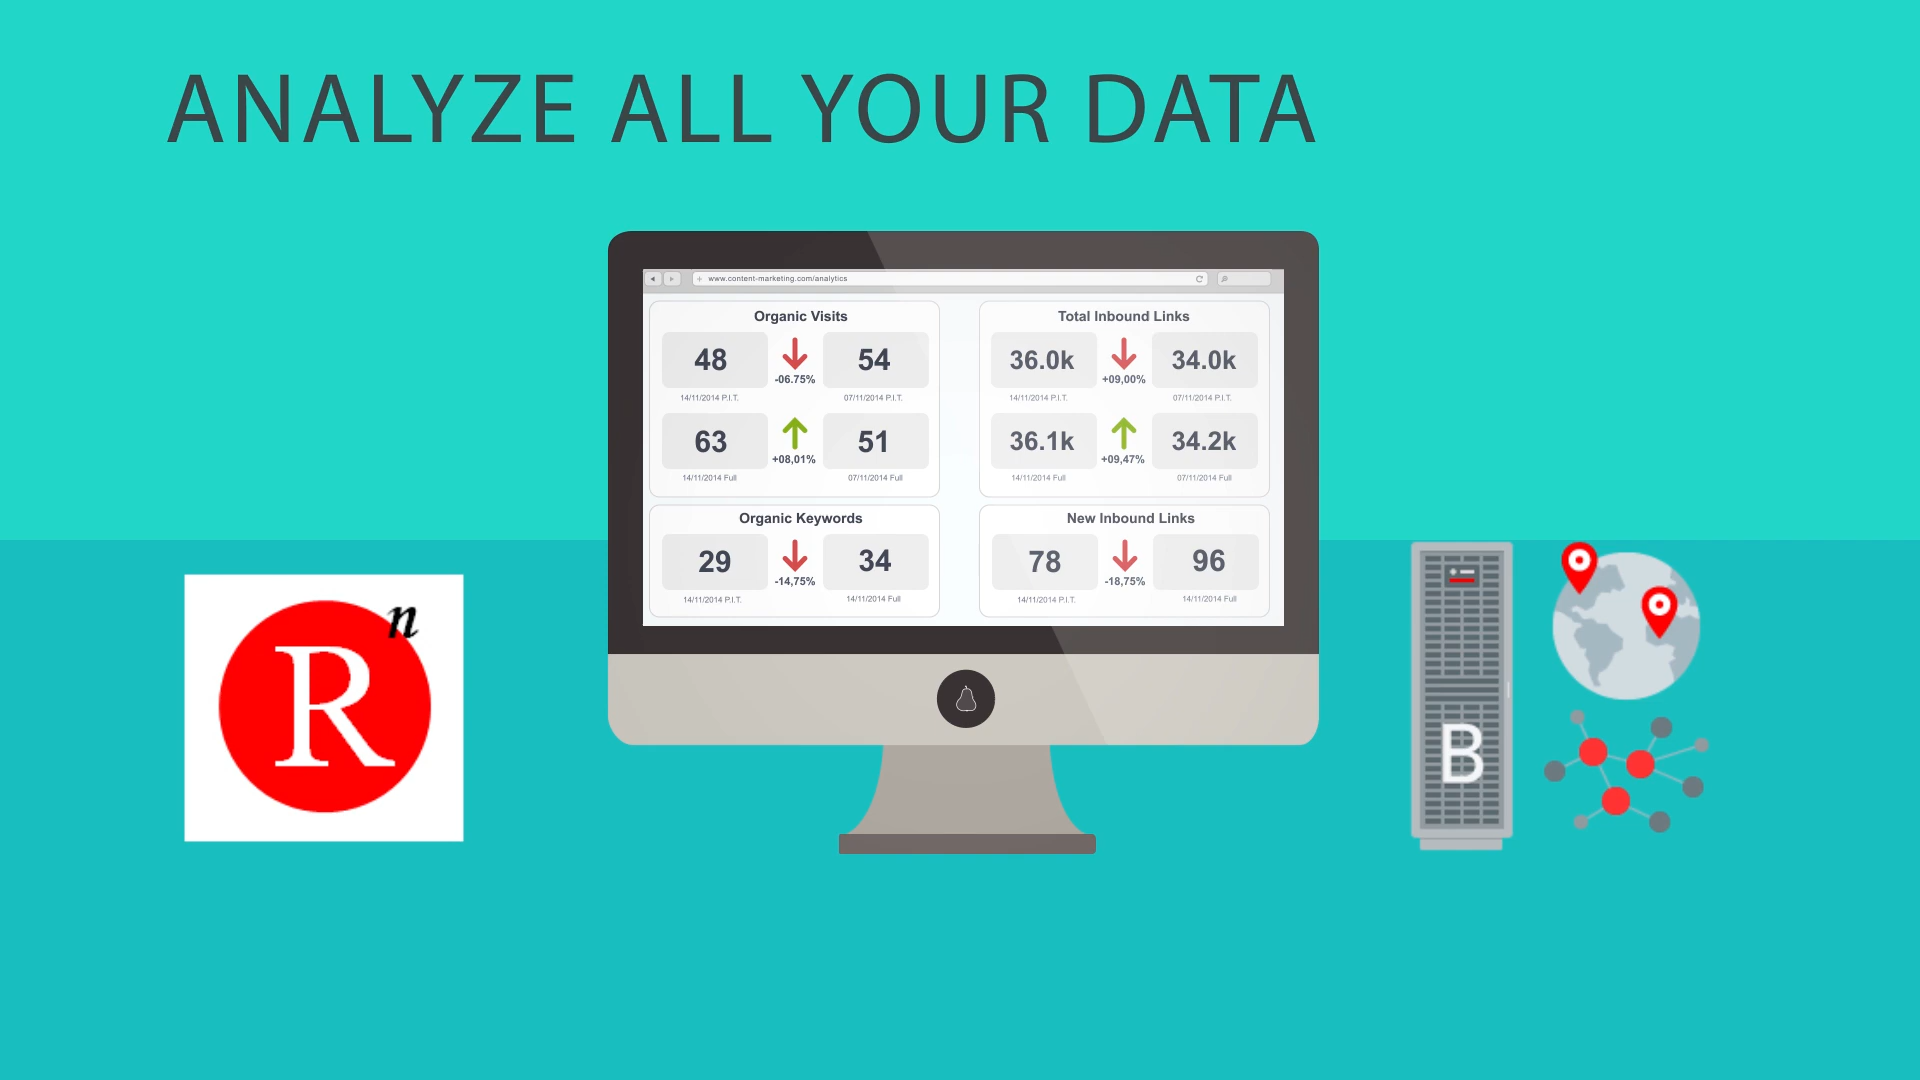 ANALYZE ALL YOUR DATA
www.content-marketing.com/analytics
Organic Visits
48
-06.75%
54
14/11/2014 P.I.T.
07/11/2014 P.I.T.
63
+08,01%
51
14/11/2014 Full
07/11/2014 Full
Total Inbound Links
36.0k
+09,00%
34.0k
14/11/2014 P.I.T.
07/11/2014 P.I.T.
36.1k
+09,47%
34.2k
14/11/2014 Full
07/11/2014 Full
Organic Keywords
29
-14,75%
34
14/11/2014 P.I.T.
14/11/2014 Full
New Inbound Links
78
-18,75%
96
14/11/2014 P.I.T.
14/11/2014 Full
R n
B